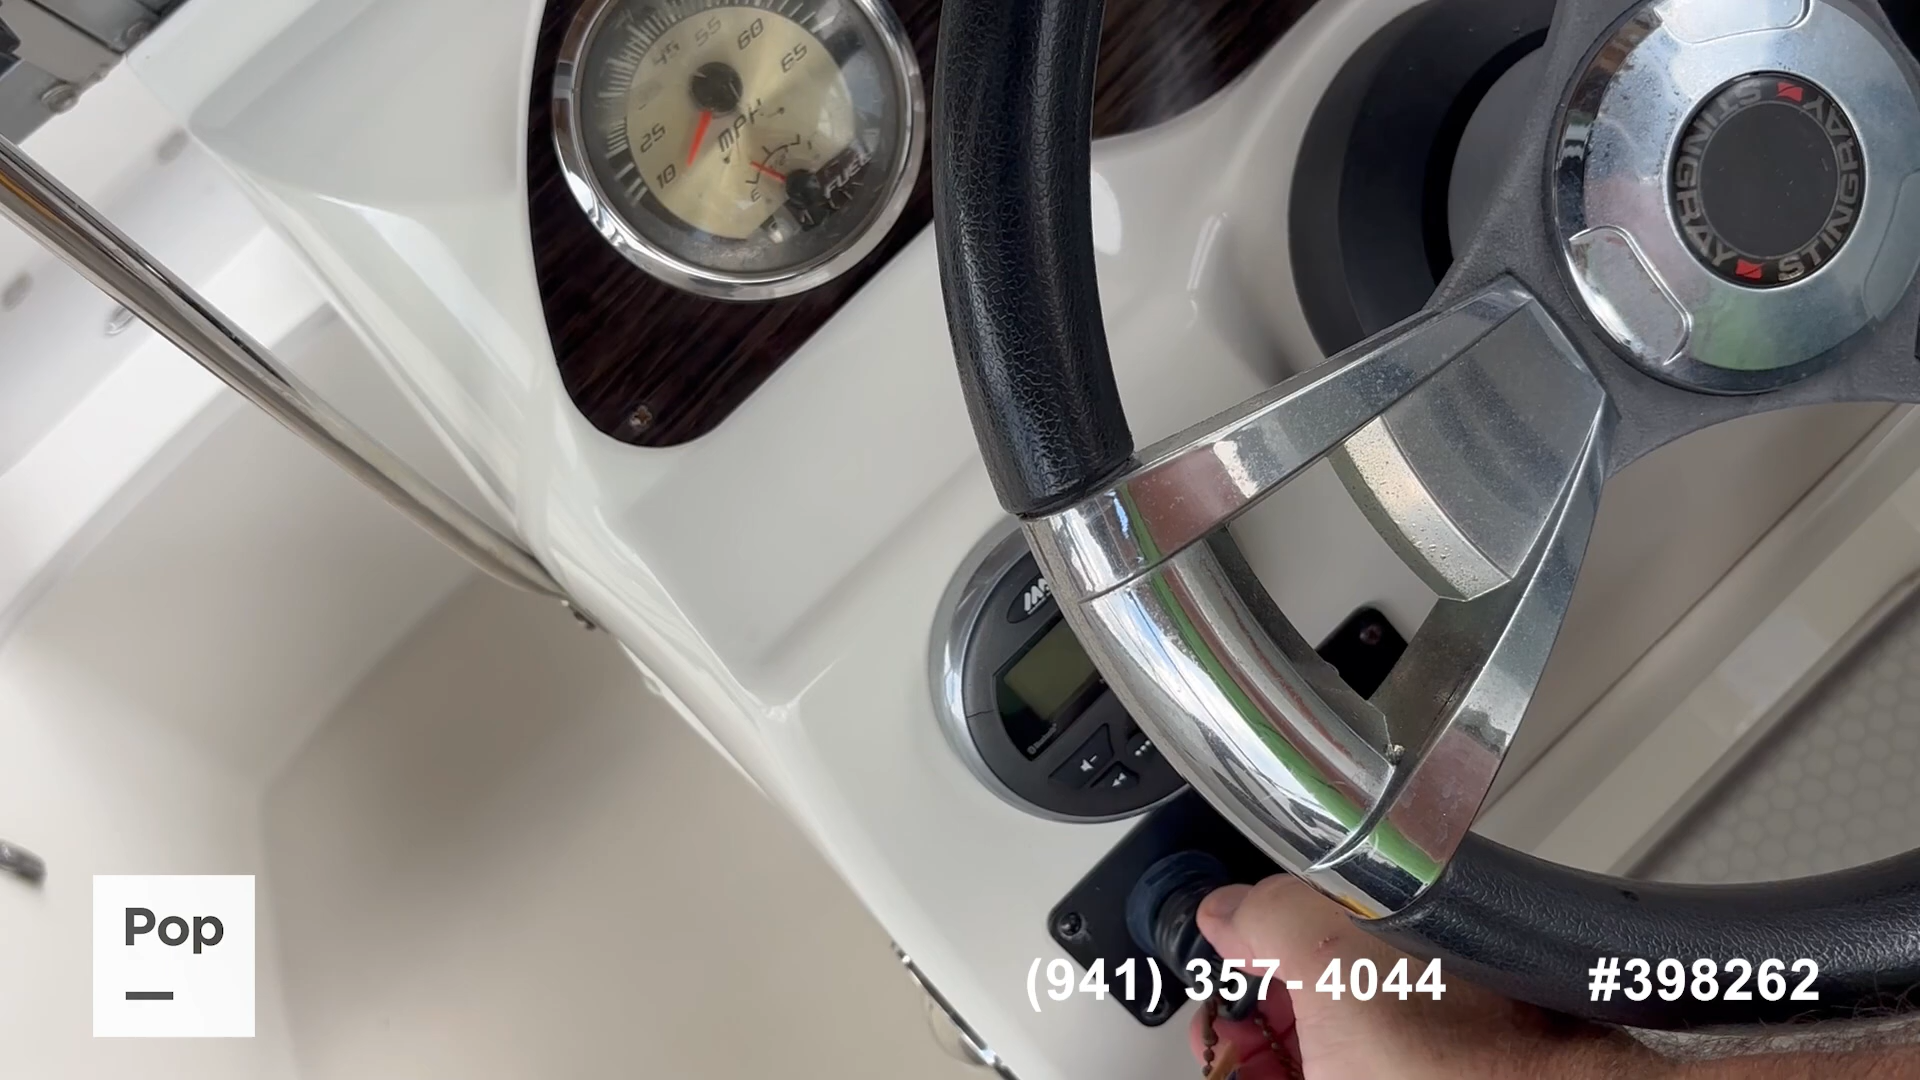 45 55 60 65
25
10
MPH
E
FUEL
STINGRAY
STINGRAY
Pop
(941) 357-4044
#398262